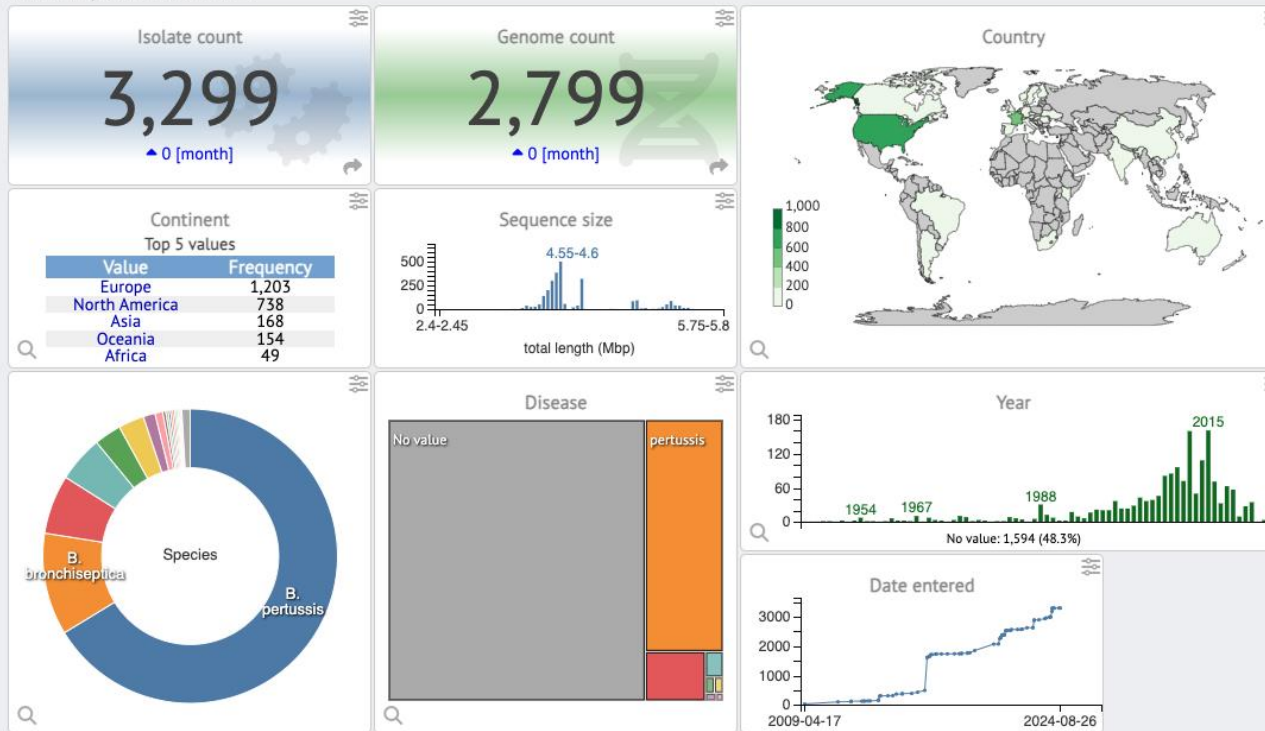 Isolate count
3,299
0 [month]
Genome count
2,799
0 [month]
Country
1,000
800
600
400
200
0
Continent
Top 5 values
Value Frequency
Europe 1,203
North America 738
Asia 168
Oceania 154
Africa 49
Sequence size
4.55-4.6
500
250
0
2.4-2.45 5.75-5.8
total length (Mbp)
B.
bronchiseptica
Species
B.
pertussis
Disease
No value pertussis
Year
180
120
60
0
1954 1967 1988 2015
No value: 1,594 (48.3%)
Date entered
3000
2000
1000
0
2009-04-17 2024-08-26